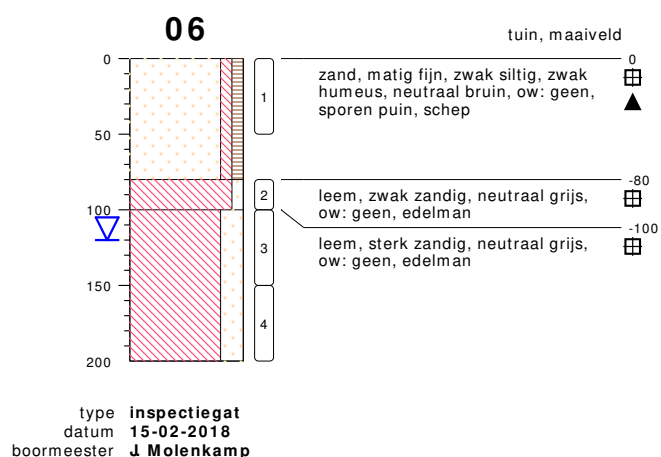 06
tuin, maaiveld
0
0
zand, matig fijn, zwak siltig, zwak
humeus, neutraal bruin, ow: geen,
sporen puin, schep
1
50
-80
2
leem, zwak zandig, neutraal grijs,
ow: geen, edelman
100
-100
3
leem, sterk zandig, neutraal grijs,
ow: geen, edelman
150
4
200
type inspectiegat
datum 15-02-2018
boormeester J. Molenkamp